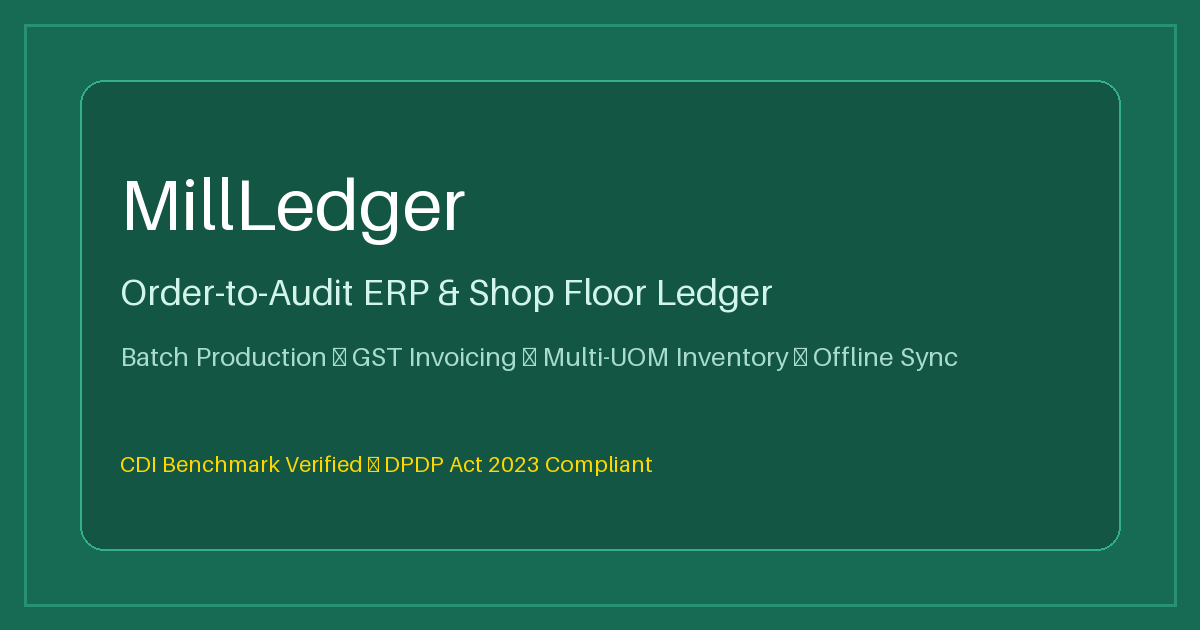 MillLedger
Order-to-Audit ERP & Shop Floor Ledger
Batch Production 〿 GST Invoicing 〿 Multi-UOM Inventory 〿 Offline Sync
CDI Benchmark Verified 〿 DPDP Act 2023 Compliant